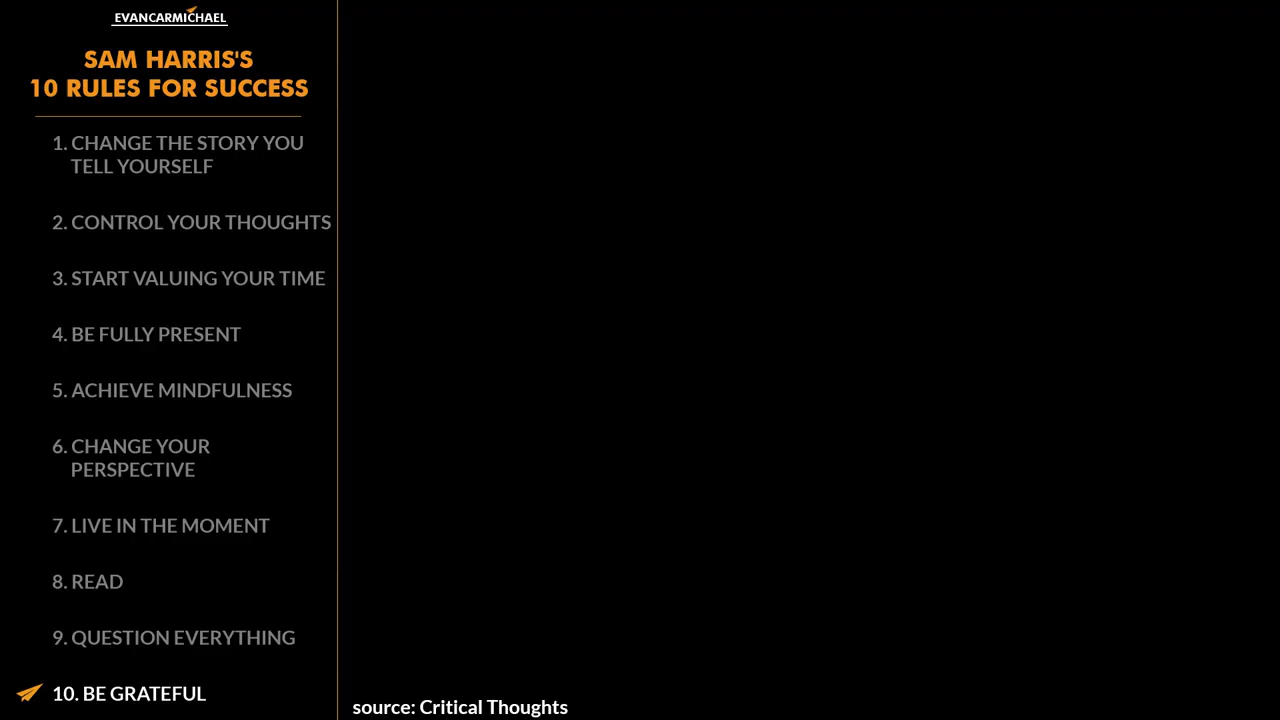 EVANCARMICHAEL
SAM HARRIS'S
10 RULES FOR SUCCESS
1. CHANGE THE STORY YOU
TELL YOURSELF
2. CONTROL YOUR THOUGHTS
3. START VALUING YOUR TIME
4. BE FULLY PRESENT
5. ACHIEVE MINDFULNESS
6. CHANGE YOUR
PERSPECTIVE
7. LIVE IN THE MOMENT
8. READ
9. QUESTION EVERYTHING
10. BE GRATEFUL
source: Critical Thoughts